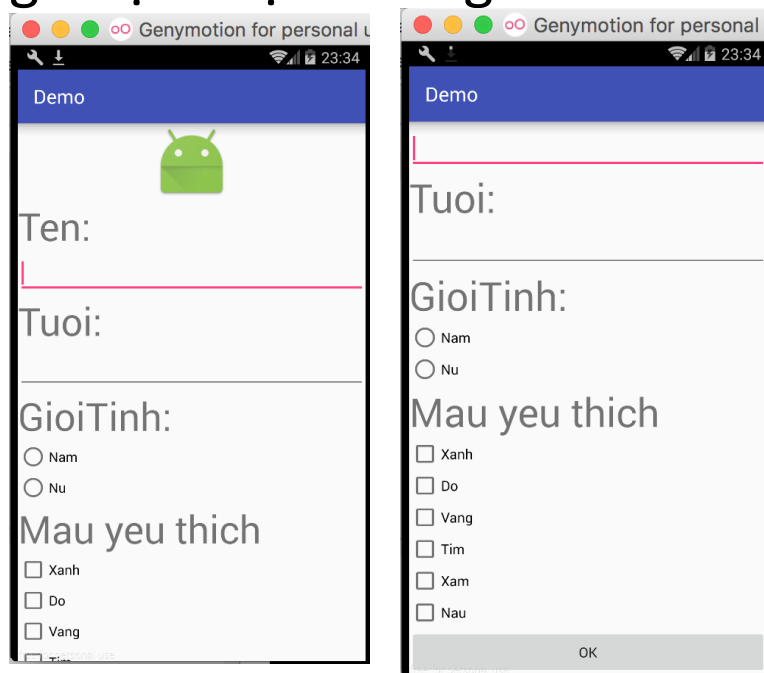 Genymotion for personal u
23:34
Demo
Ten:
Tuoi:
GioiTinh:
Nam
Nu
Mau yeu thich
Xanh
Do
Vang
Tim
Genymotion for personal
23:34
Demo
Tuoi:
GioiTinh:
Nam
Nu
Mau yeu thich
Xanh
Do
Vang
Tim
Xam
Nau
OK